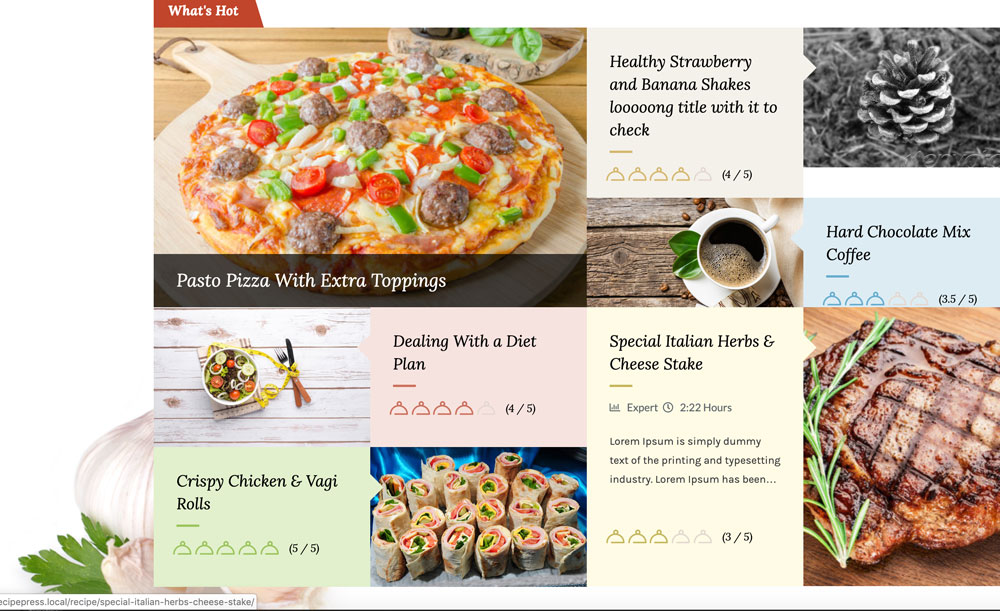 What's Hot
Pasto Pizza With Extra Toppings
Healthy Strawberry
and Banana Shakes
looooong title with it to
check
(4 / 5)
Hard Chocolate Mix
Coffee
(3.5 / 5)
Dealing With a Diet
Plan
(4 / 5)
Special Italian Herbs &
Cheese Stake
Expert 2:22 Hours
Lorem Ipsum is simply dummy
text of the printing and typesetting
industry. Lorem Ipsum has been...
(3 / 5)
Crispy Chicken & Vagi
Rolls
(5 / 5)
ecipepress.local/recipe/special-italian-herbs-cheese-stake/